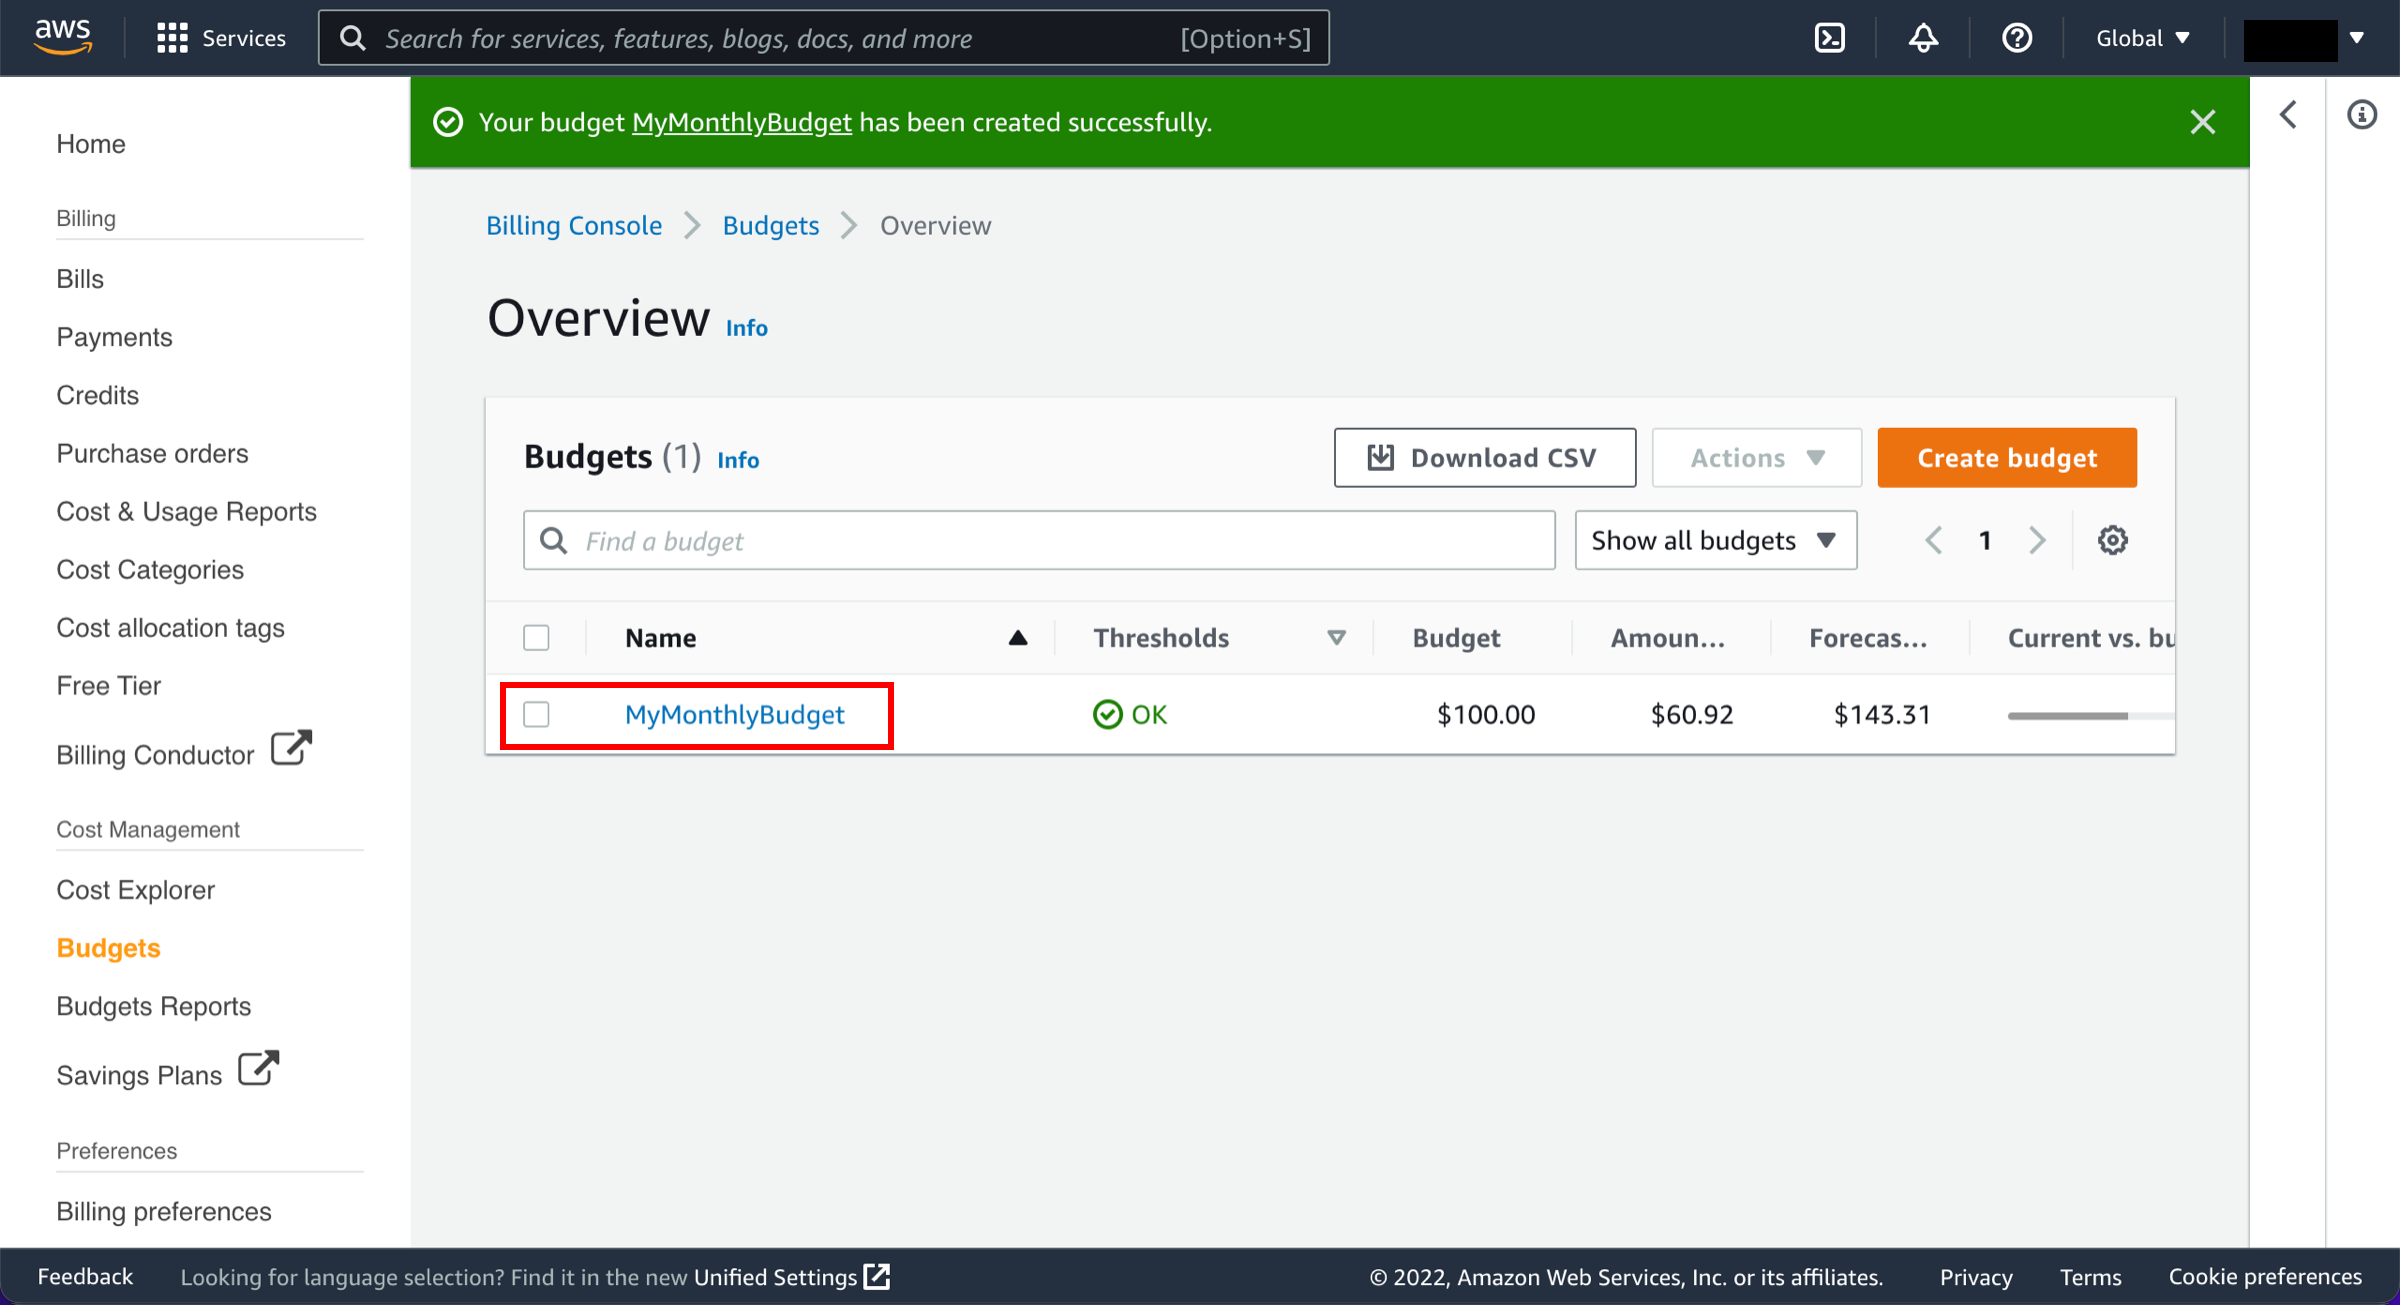 aws Services Search for services, features, blogs, docs, and more [Option+S] Global
Home
Billing
Bills
Payments
Credits
Purchase orders
Cost & Usage Reports
Cost Categories
Cost allocation tags
Free Tier
Billing Conductor
Cost Management
Cost Explorer
Budgets
Budgets Reports
Savings Plans
Preferences
Billing preferences
Your budget MyMonthlyBudget has been created successfully.
Billing Console Budgets Overview
Overview Info
Budgets (1) Info Download CSV Actions Create budget
Find a budget Show all budgets 1
Name Thresholds Budget Amoun... Forecas... Current vs. bu
MyMonthlyBudget OK $100.00 $60.92 $143.31
Feedback Looking for language selection? Find it in the new Unified Settings © 2022, Amazon Web Services, Inc. or its affiliates. Privacy Terms Cookie preferences